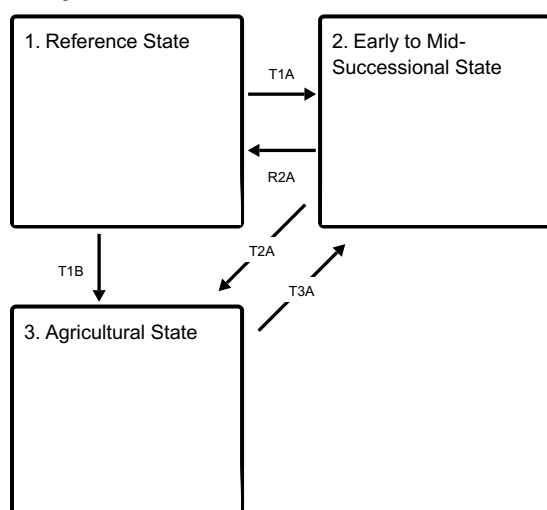 1. Reference State
2. Early to Mid-
Successional State
T1A
R2A
T1B
T2A
T3A
3. Agricultural State